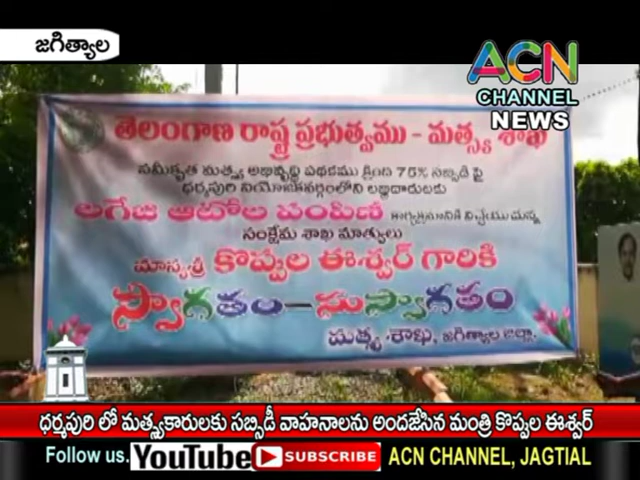 జగిత్యాల
ACN
CHANNEL
NEWS
తెలంగాణ రాష్ట్ర ప్రభుత్వము - మత్స్య శాఖ
సమీకృత మత్స్య అభివృద్ధి పథకము క్రింద 75% సబ్సిడీ పై
ధర్మపురి నియోజకవర్గంలోని లబ్ధిదారులకు
లగేజ ఆటోల పంపిణీ కార్యక్రమానికి విచ్చేయుచున్న
సంక్షేమ శాఖ మాత్యులు
కొప్పుల ఈశ్వర్ గారికి
స్వాగతం-సుస్వాగతం
మత్స్య శాఖ, జగిత్యాల జిల్లా.
ధర్మపురి లో మత్స్యకారులకు సబ్సిడీ వాహనాలను అందజేసిన మంత్రి కొప్పుల ఈశ్వర్
Follow us. YouTube SUBSCRIBE ACN CHANNEL, JAGTIAL